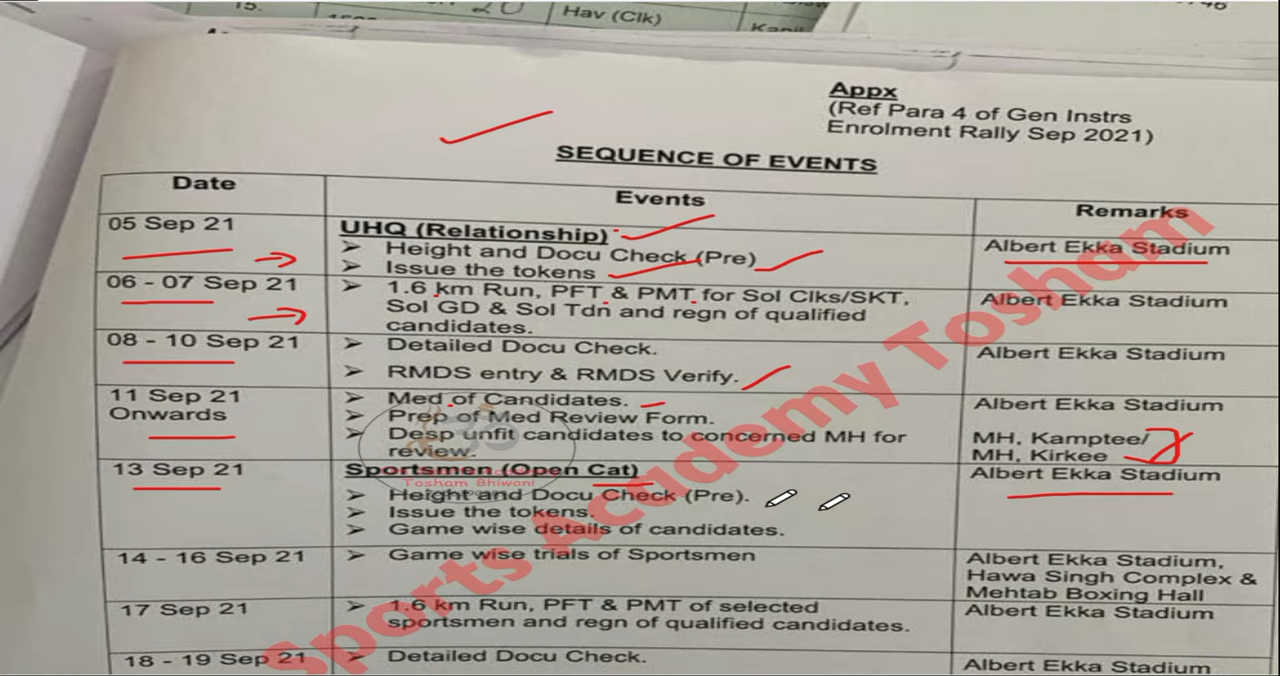 15.
20
Hav (Clk)
Appx
(Ref Para 4 of Gen Instrs
Enrolment Rally Sep 2021)
SEQUENCE OF EVENTS
Date
Events
Remarks
05 Sep 21
UHQ (Relationship)
➢ Height and Docu Check (Pre)
➢ Issue the tokens
Albert Ekka Stadium
06 - 07 Sep 21
➢ 1.6 km Run, PFT & PMT for Sol Clks/SKT,
Sol GD & Sol Tdn and regn of qualified
candidates.
Albert Ekka Stadium
08 - 10 Sep 21
➢ Detailed Docu Check.
➢ RMDS entry & RMDS Verify.
Albert Ekka Stadium
11 Sep 21
Onwards
➢ Med of Candidates.
➢ Prep of Med Review Form.
➢ Desp unfit candidates to concerned MH for
review.
Albert Ekka Stadium
MH, Kamptee/
MH, Kirkee
13 Sep 21
Sportsmen (Open Cat)
➢ Height and Docu Check (Pre).
➢ Issue the tokens.
➢ Game wise details of candidates.
Albert Ekka Stadium
14 - 16 Sep 21
➢ Game wise trials of Sportsmen
Albert Ekka Stadium,
Hawa Singh Complex &
Mehtab Boxing Hall
17 Sep 21
➢ 1.6 km Run, PFT & PMT of selected
sportsmen and regn of qualified candidates.
Albert Ekka Stadium
18 - 19 Sep 21
➢ Detailed Docu Check.
Albert Ekka Stadium
Sports Academy Tosham
Tosham Bhiwani